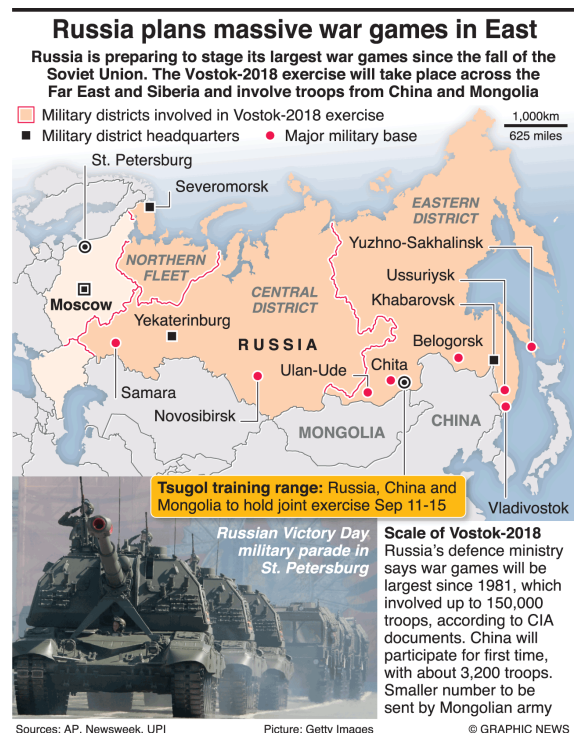 Russia plans massive war games in East
Russia is preparing to stage its largest war games since the fall of the
Soviet Union. The Vostok-2018 exercise will take place across the
Far East and Siberia and involve troops from China and Mongolia
Military districts involved in Vostok-2018 exercise
Military district headquarters
Major military base
1,000km
625 miles
St. Petersburg
Severomorsk
EASTERN
DISTRICT
Yuzhno-Sakhalinsk
NORTHERN
FLEET
Ussuriysk
CENTRAL
DISTRICT
Khabarovsk
Moscow
Yekaterinburg
RUSSIA
Belogorsk
Ulan-Ude
Chita
Samara
Novosibirsk
MONGOLIA
CHINA
Tsugol training range: Russia, China and
Mongolia to hold joint exercise Sep 11-15
Vladivostok
Russian Victory Day
military parade in
St. Petersburg
Scale of Vostok-2018
Russia's defence ministry
says war games will be
largest since 1981, which
involved up to 150,000
troops, according to CIA
documents. China will
participate for first time,
with about 3,200 troops.
Smaller number to be
sent by Mongolian army
Sources: AP, Newsweek, UPI
Picture: Getty Images
© GRAPHIC NEWS